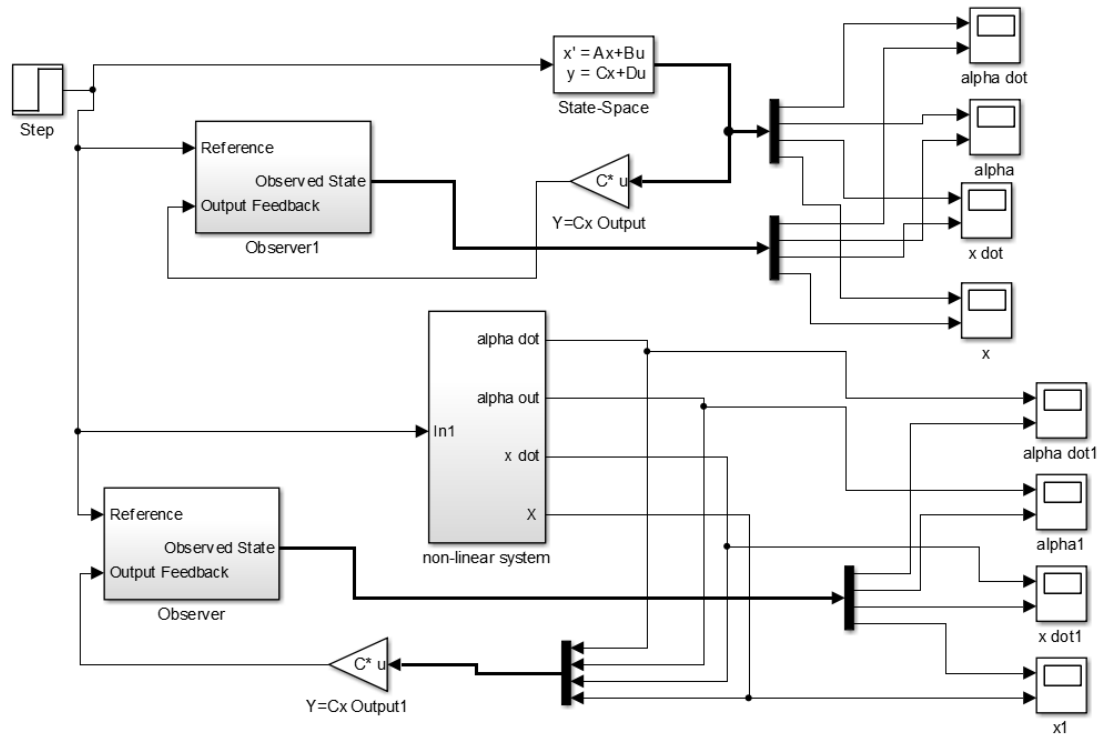 x' = Ax+Bu
y = Cx+Du
State-Space
alpha dot
Step
Reference
Observed State
Output Feedback
Observer1
C* u
Y=Cx Output
alpha
x dot
x
alpha dot
alpha out
In1
x dot
X
non-linear system
alpha dot1
Reference
Observed State
Output Feedback
Observer
alpha1
x dot1
C* u
Y=Cx Output1
x1